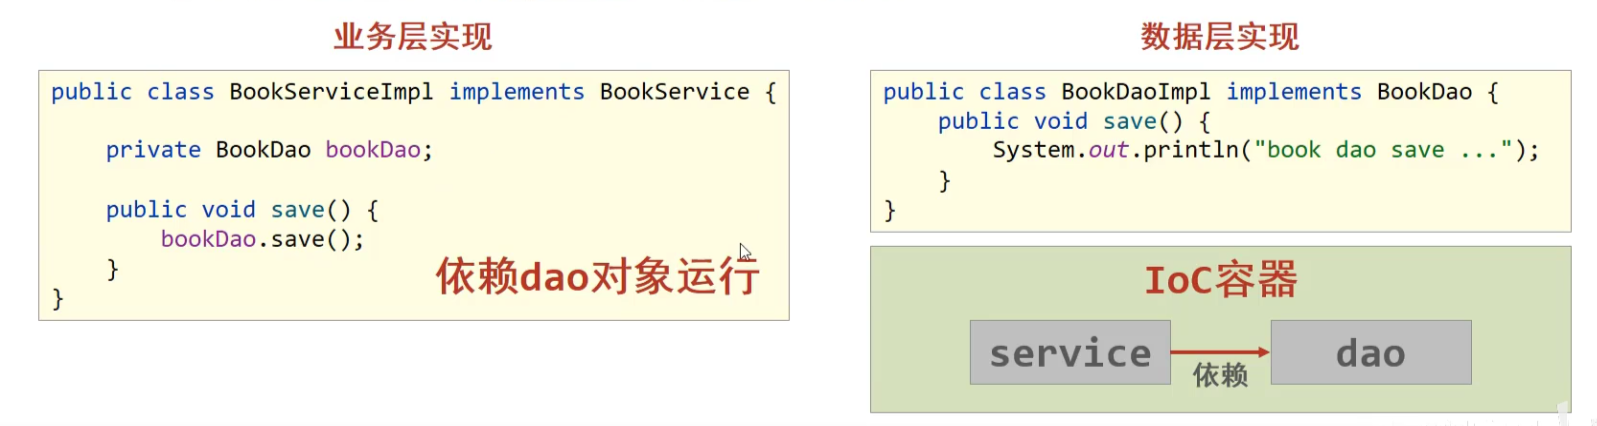 业务层实现
public class BookServiceImpl implements BookService {
private BookDao bookDao;
public void save() {
bookDao.save();
}
}
依赖dao对象运行
数据层实现
public class BookDaoImpl implements BookDao {
public void save() {
System.out.println("book dao save ...");
}
}
IoC容器
service
依赖
dao